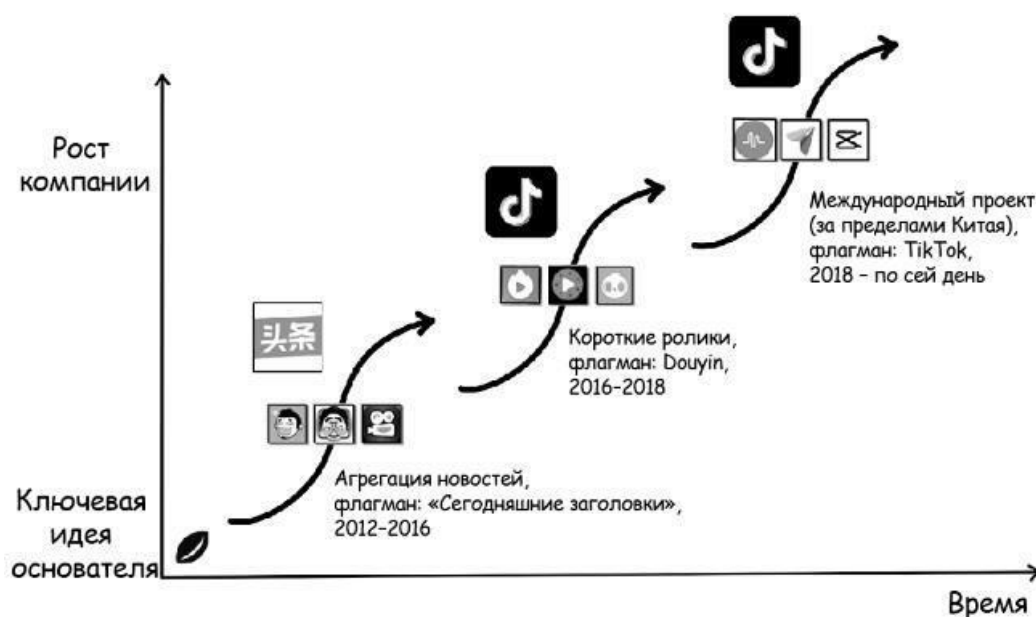 Рост
компании
Международный проект
(за пределами Китая),
флагман: TikTok,
2018 – по сей день
Короткие ролики,
флагман: Douyin,
2016–2018
头条
Агрегация новостей,
флагман: «Сегодняшние заголовки»,
2012–2016
Ключевая
идея
основателя
Время